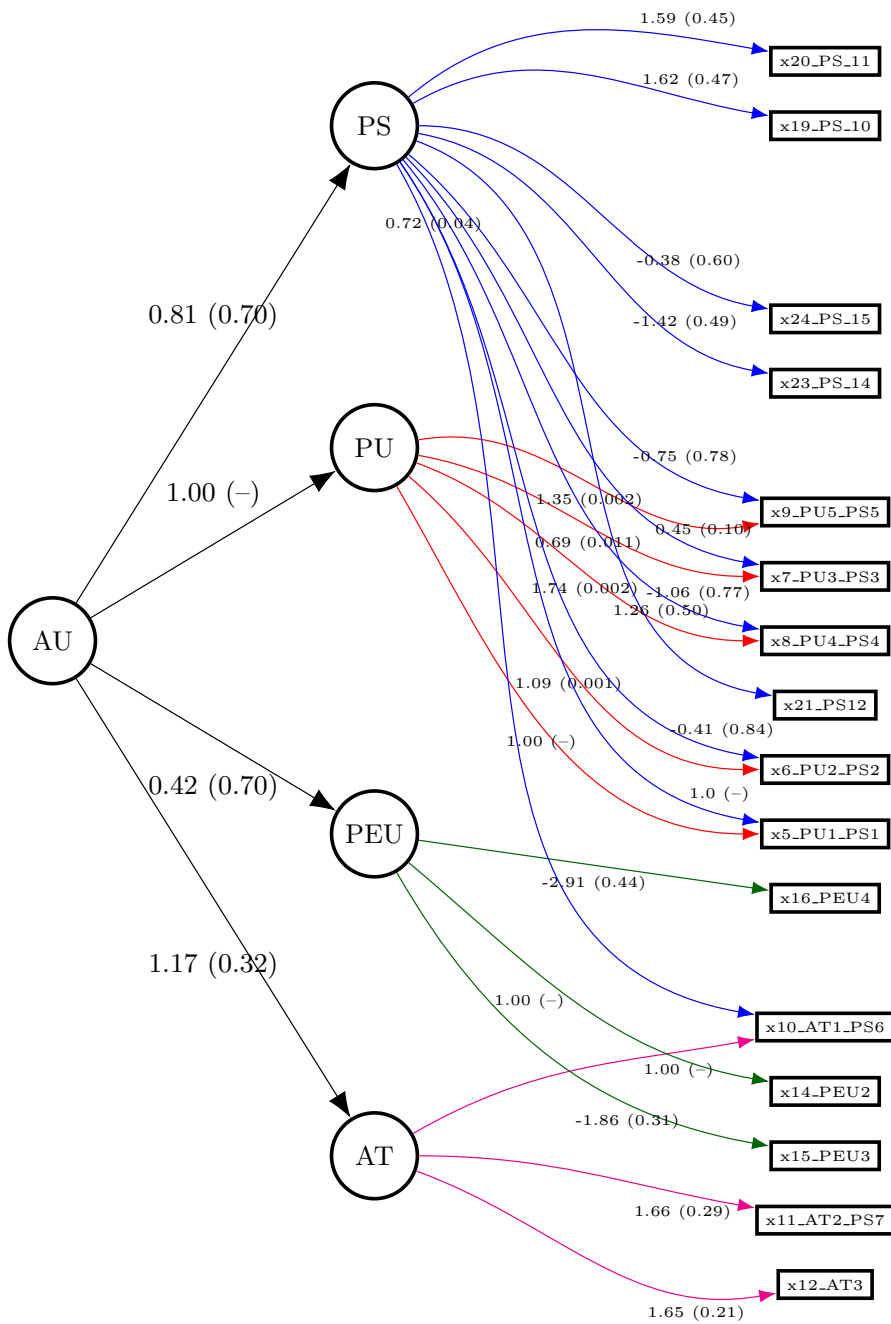 1.59 (0.45)
x20_PS_11
1.62 (0.47)
PS
x19_PS_10
0.72 (0.04)
-0.38 (0.60)
0.81 (0.70)
x24_PS_15
-1.42 (0.49)
x23_PS_14
PU
-0.75 (0.78)
1.00 (–)
1.35 (0.002)
x9_PU5_PS5
0.45 (0.10)
0.69 (0.011)
x7_PU3_PS3
1.74 (0.002)
-1.06 (0.77)
1.26 (0.50)
AU
x8_PU4_PS4
1.09 (0.001)
x21_PS12
-0.41 (0.84)
1.00 (–)
x6_PU2_PS2
0.42 (0.70)
1.0 (–)
PEU
x5_PU1_PS1
-2.91 (0.44)
x16_PEU4
1.17 (0.32)
1.00 (–)
x10_AT1_PS6
1.00 (–)
x14_PEU2
-1.86 (0.31)
AT
x15_PEU3
1.66 (0.29)
x11_AT2_PS7
x12_AT3
1.65 (0.21)